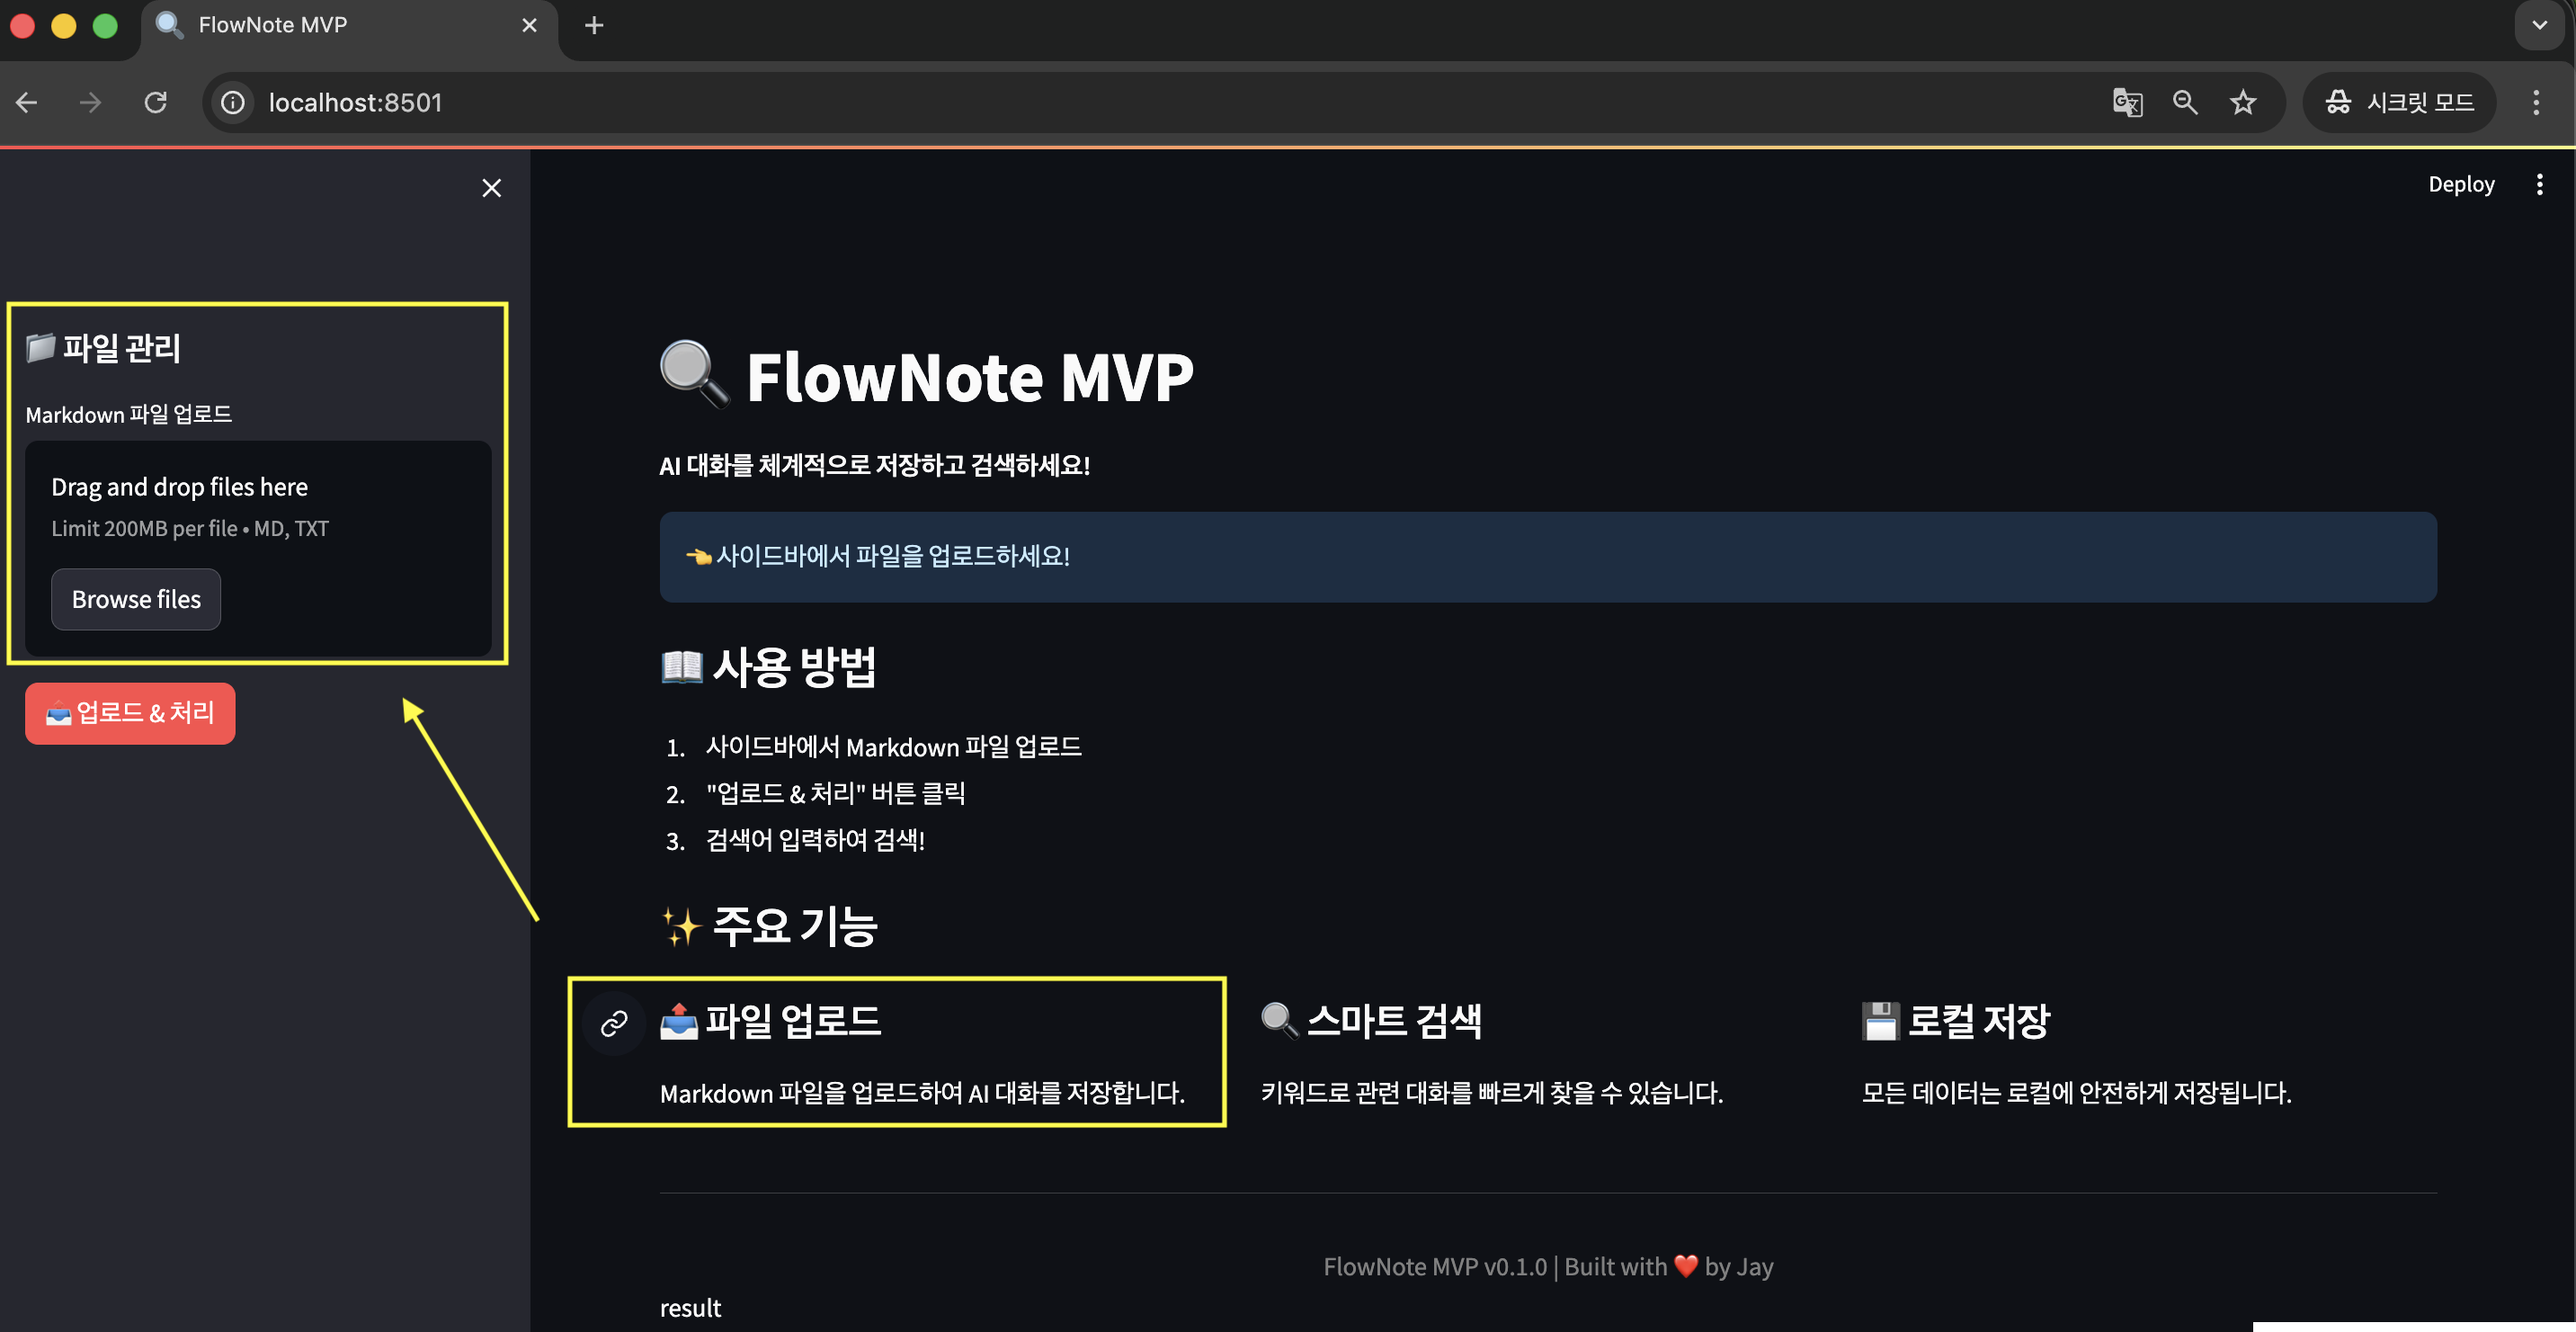 FlowNote MVP
localhost:8501
시크릿 모드
Deploy
파일 관리
Markdown 파일 업로드
Drag and drop files here
Limit 200MB per file • MD, TXT
Browse files
업로드 & 처리
FlowNote MVP
AI 대화를 체계적으로 저장하고 검색하세요!
사이드바에서 파일을 업로드하세요!
사용 방법
1. 사이드바에서 Markdown 파일 업로드
2. "업로드 & 처리" 버튼 클릭
3. 검색어 입력하여 검색!
주요 기능
파일 업로드
Markdown 파일을 업로드하여 AI 대화를 저장합니다.
스마트 검색
키워드로 관련 대화를 빠르게 찾을 수 있습니다.
로컬 저장
모든 데이터는 로컬에 안전하게 저장됩니다.
FlowNote MVP v0.1.0 | Built with ❤️ by Jay
result